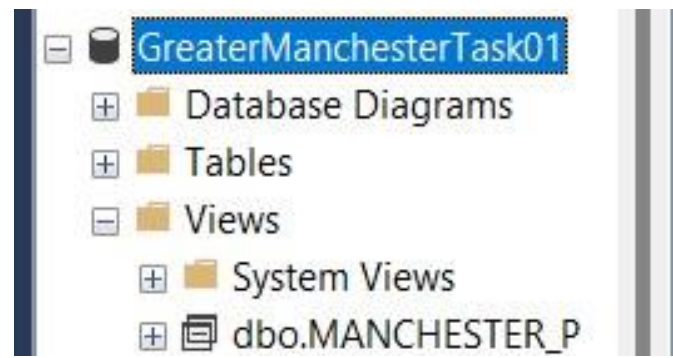 GreaterManchesterTask01
Database Diagrams
Tables
Views
System Views
dbo.MANCHESTER_P